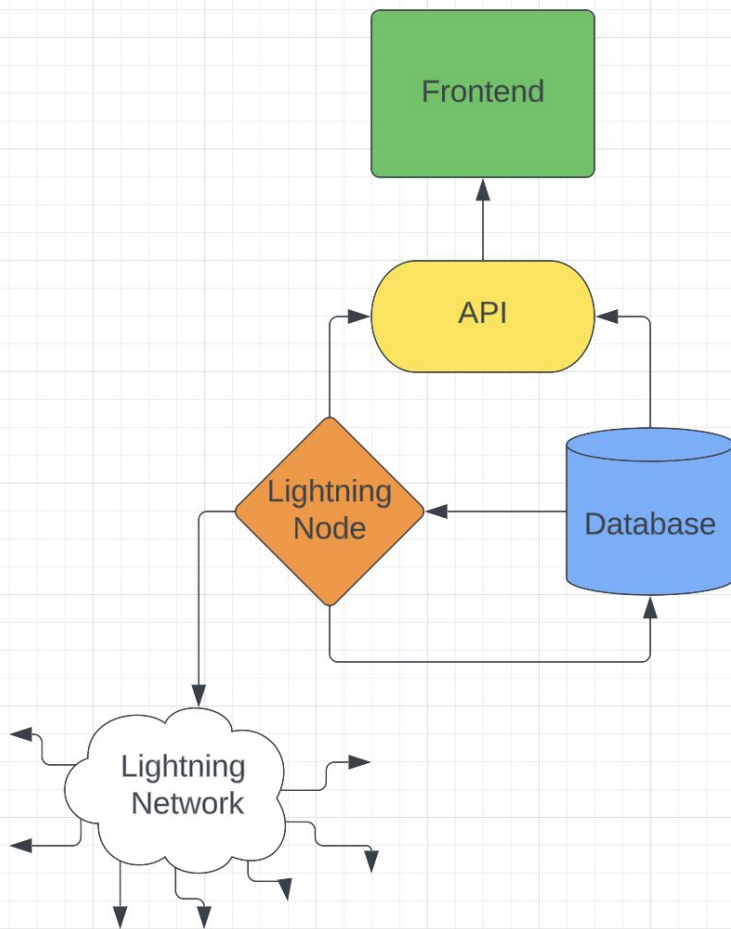 Frontend
API
Lightning
Node
Database
Lightning
Network